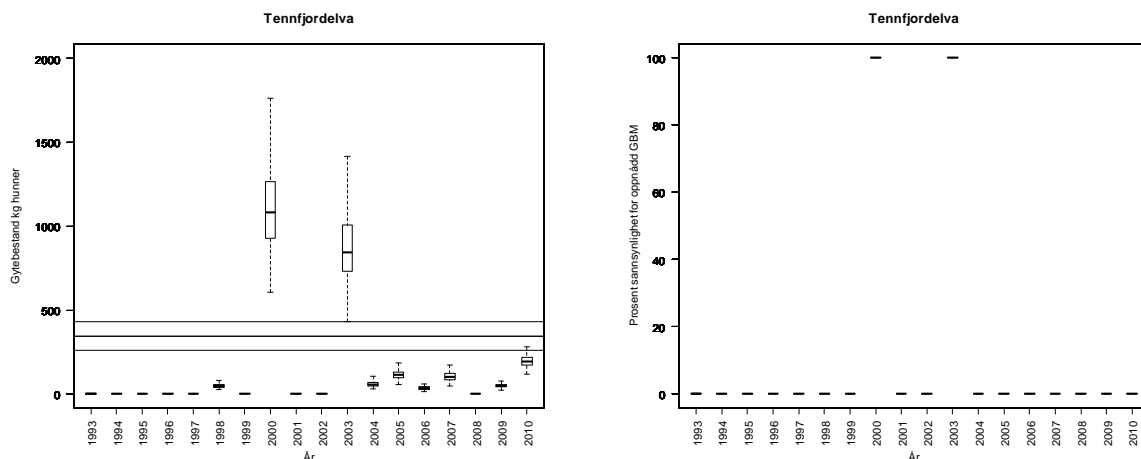 Tennfjordelva
Gytebestand kg hunner
2000
1500
1000
500
0
1993 1994 1995 1996 1997 1998 1999 2000 2001 2002 2003 2004 2005 2006 2007 2008 2009 2010
År
Tennfjordelva
Prosent sannsynlighet for oppnådd GBM
100
80
60
40
20
0
1993 1994 1995 1996 1997 1998 1999 2000 2001 2002 2003 2004 2005 2006 2007 2008 2009 2010
År